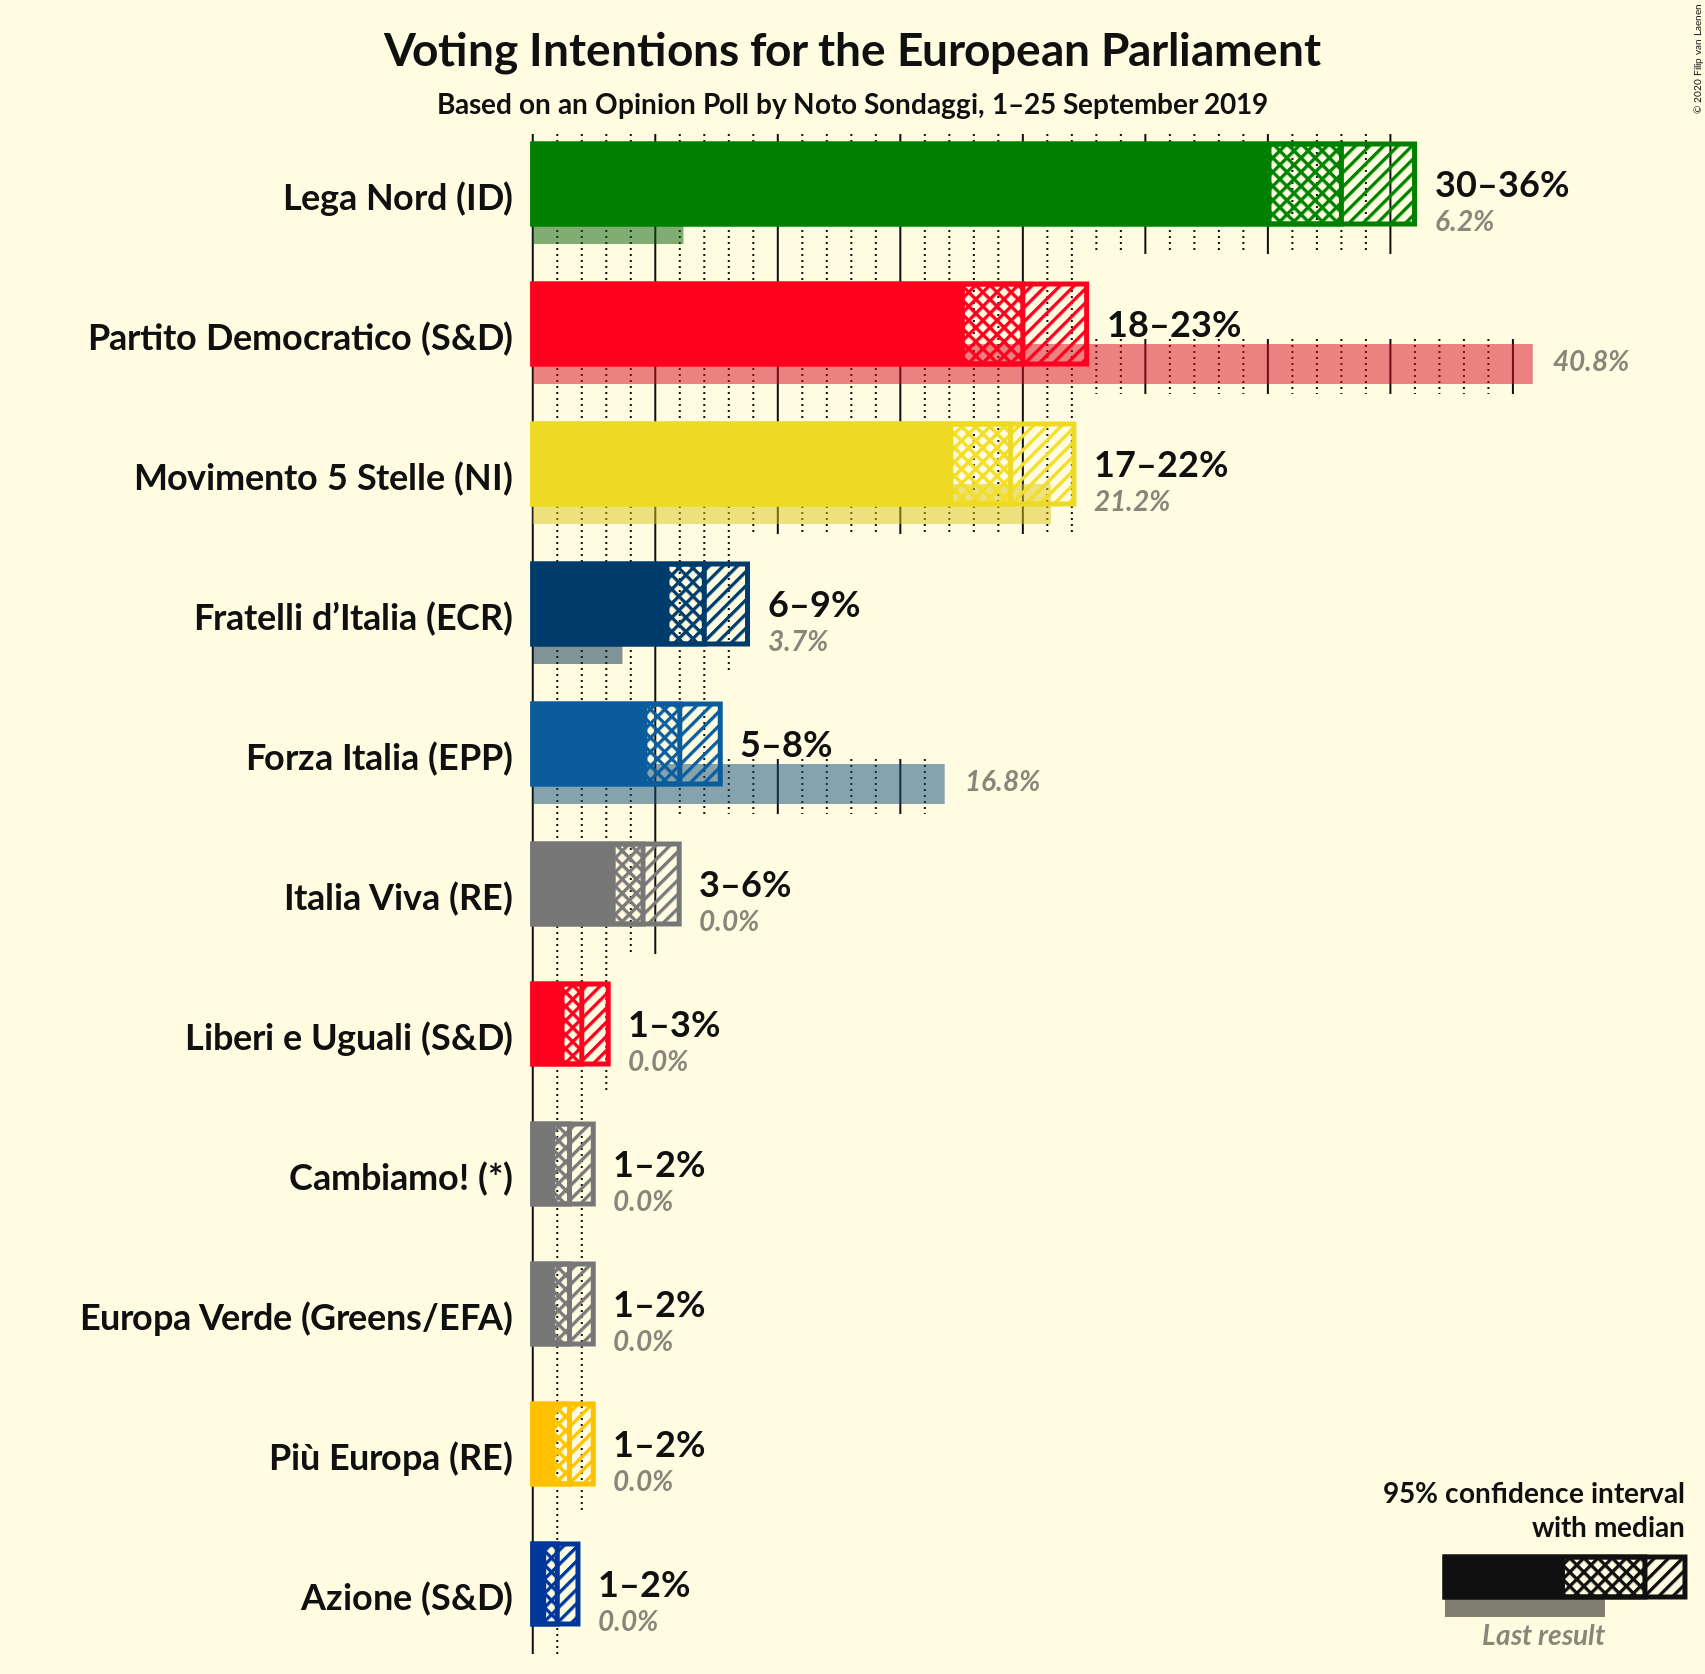 Voting Intentions for the European Parliament
Based on an Opinion Poll by Noto Sondaggi, 1–25 September 2019
© 2020 Filip van Laenen
Lega Nord (ID)
30–36%
6.2%
Partito Democratico (S&D)
18–23%
40.8%
Movimento 5 Stelle (NI)
17–22%
21.2%
Fratelli d’Italia (ECR)
6–9%
3.7%
Forza Italia (EPP)
5–8%
16.8%
Italia Viva (RE)
3–6%
0.0%
Liberi e Uguali (S&D)
1–3%
0.0%
Cambiamo! (*)
1–2%
0.0%
Europa Verde (Greens/EFA)
1–2%
0.0%
Più Europa (RE)
1–2%
0.0%
Azione (S&D)
1–2%
0.0%
95% confidence interval
with median
Last result